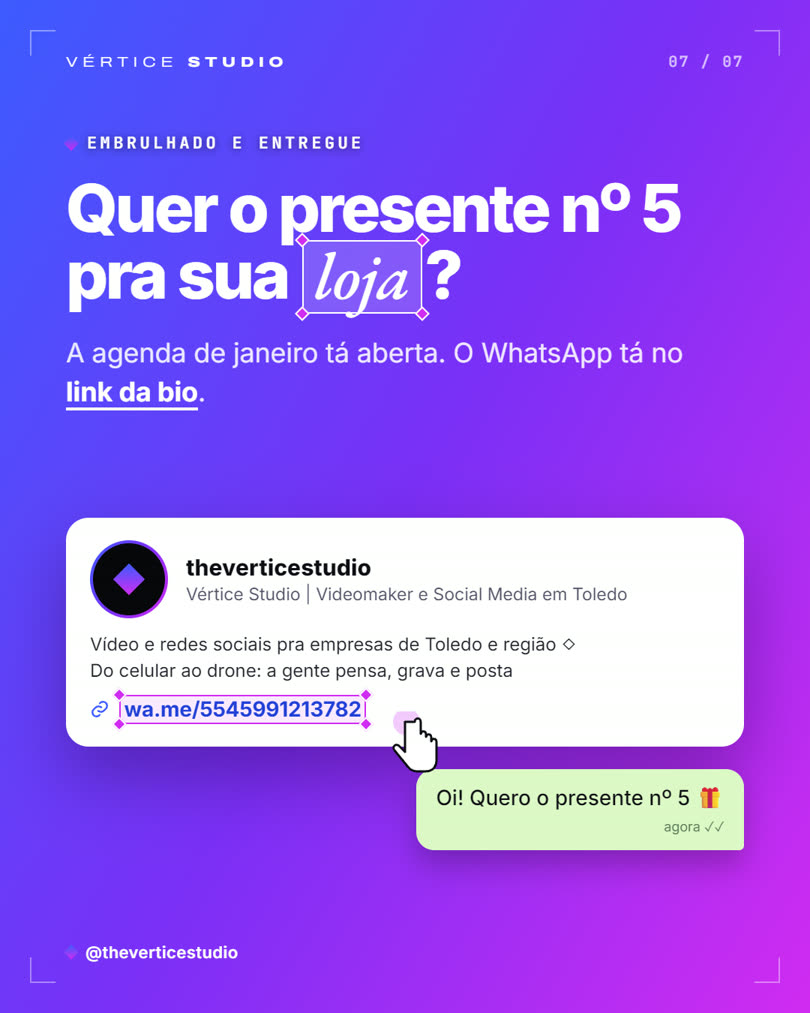 VÉRTICE STUDIO
07 / 07
EMBRULHADO E ENTREGUE
Quer o presente nº 5
pra sua loja?
A agenda de janeiro tá aberta. O WhatsApp tá no
link da bio.
theverticestudio
Vértice Studio | Videomaker e Social Media em Toledo
Vídeo e redes sociais pra empresas de Toledo e região ◇
Do celular ao drone: a gente pensa, grava e posta
wa.me/5545991213782
Oi! Quero o presente nº 5 🎁
agora ✓✓
@theverticestudio